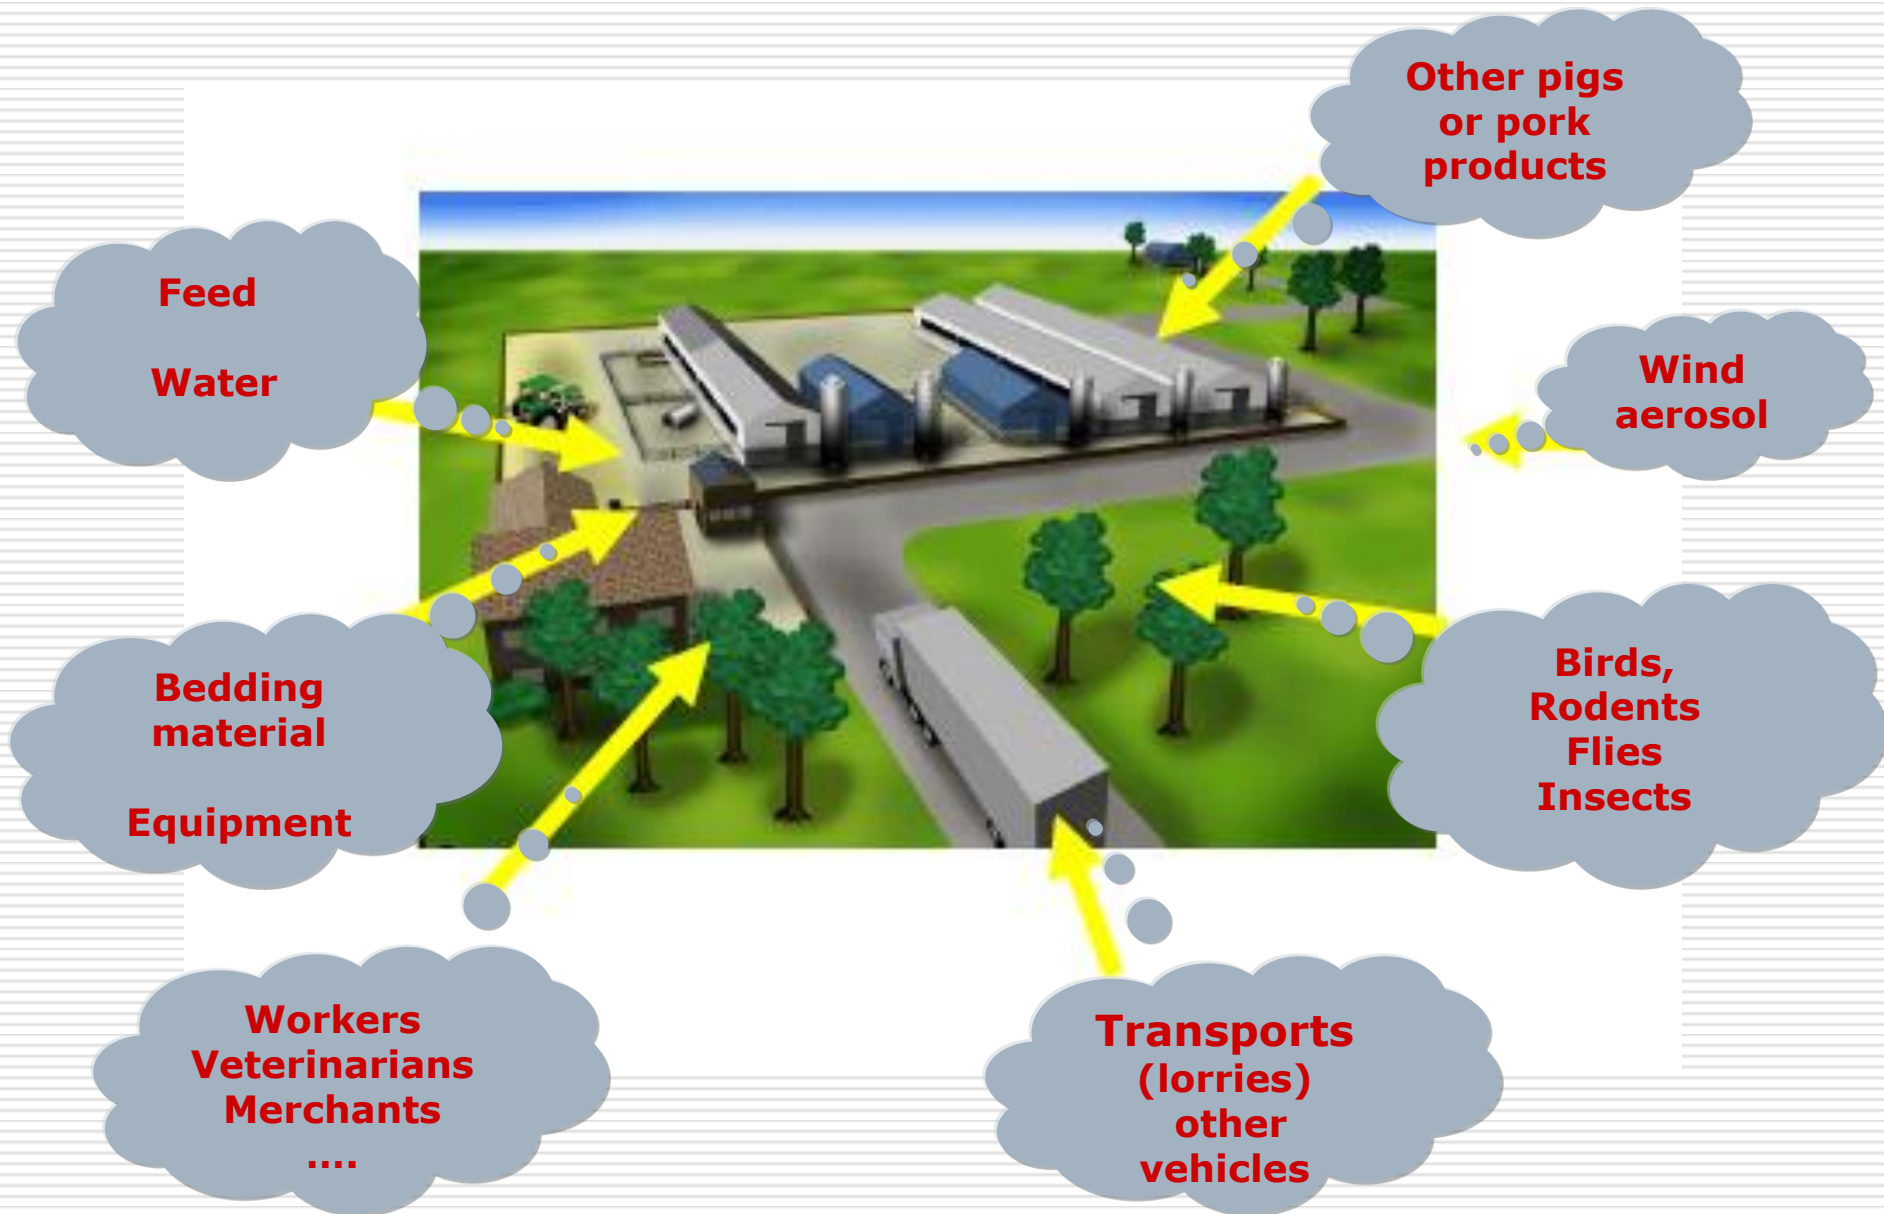 Other pigs
or pork
products
Feed
Water
Wind
aerosol
Bedding
material
Equipment
Birds,
Rodents
Flies
Insects
Workers
Veterinarians
Merchants
....
Transports
(lorries)
other
vehicles